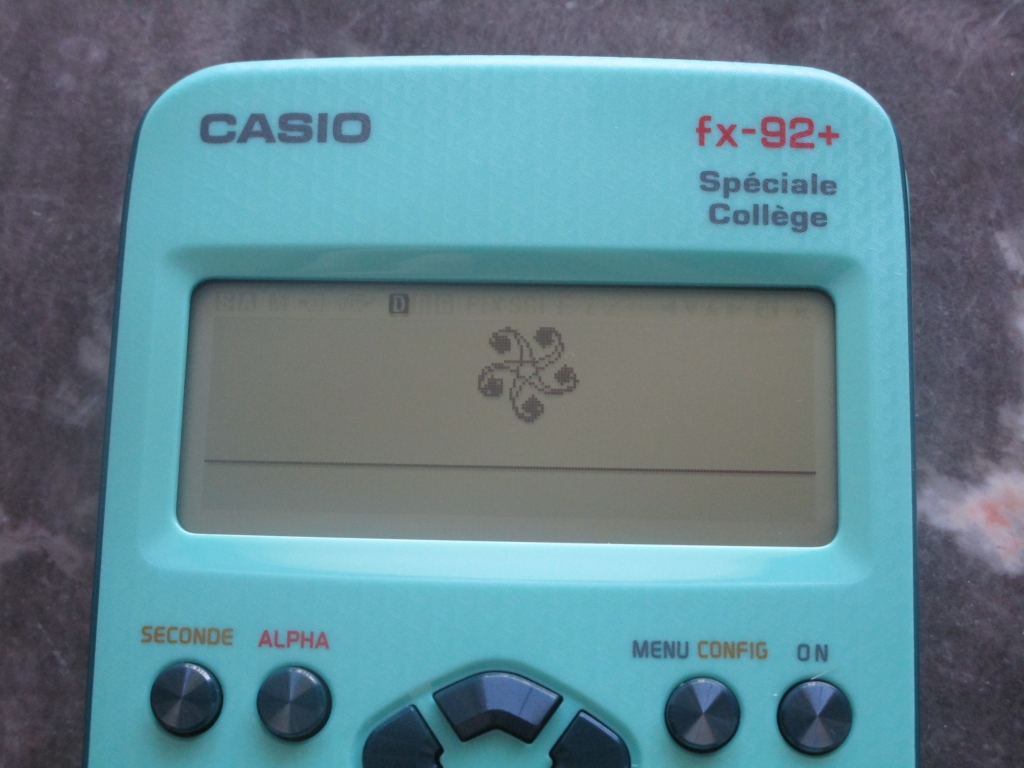 CASIO
fx-92+
Spéciale
Collège
D
SECONDE ALPHA MENU CONFIG ON